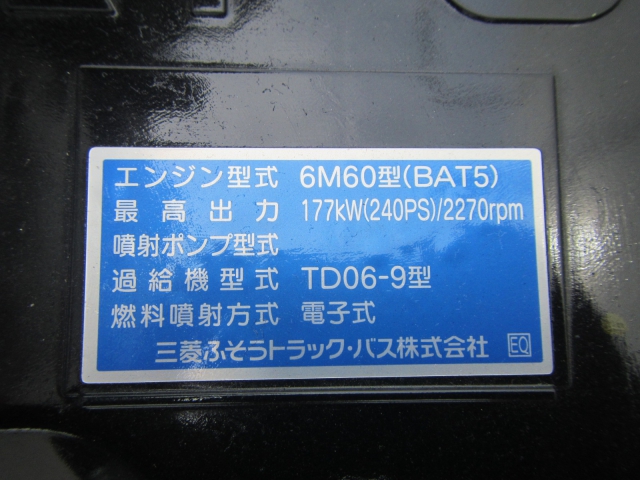 エンジン型式 6M60型(BAT5)
最高出力 177kW(240PS)/2270rpm
噴射ポンプ型式
過給機型式 TD06-9型
燃料噴射方式 電子式
三菱ふそうトラック・バス株式会社 EQ